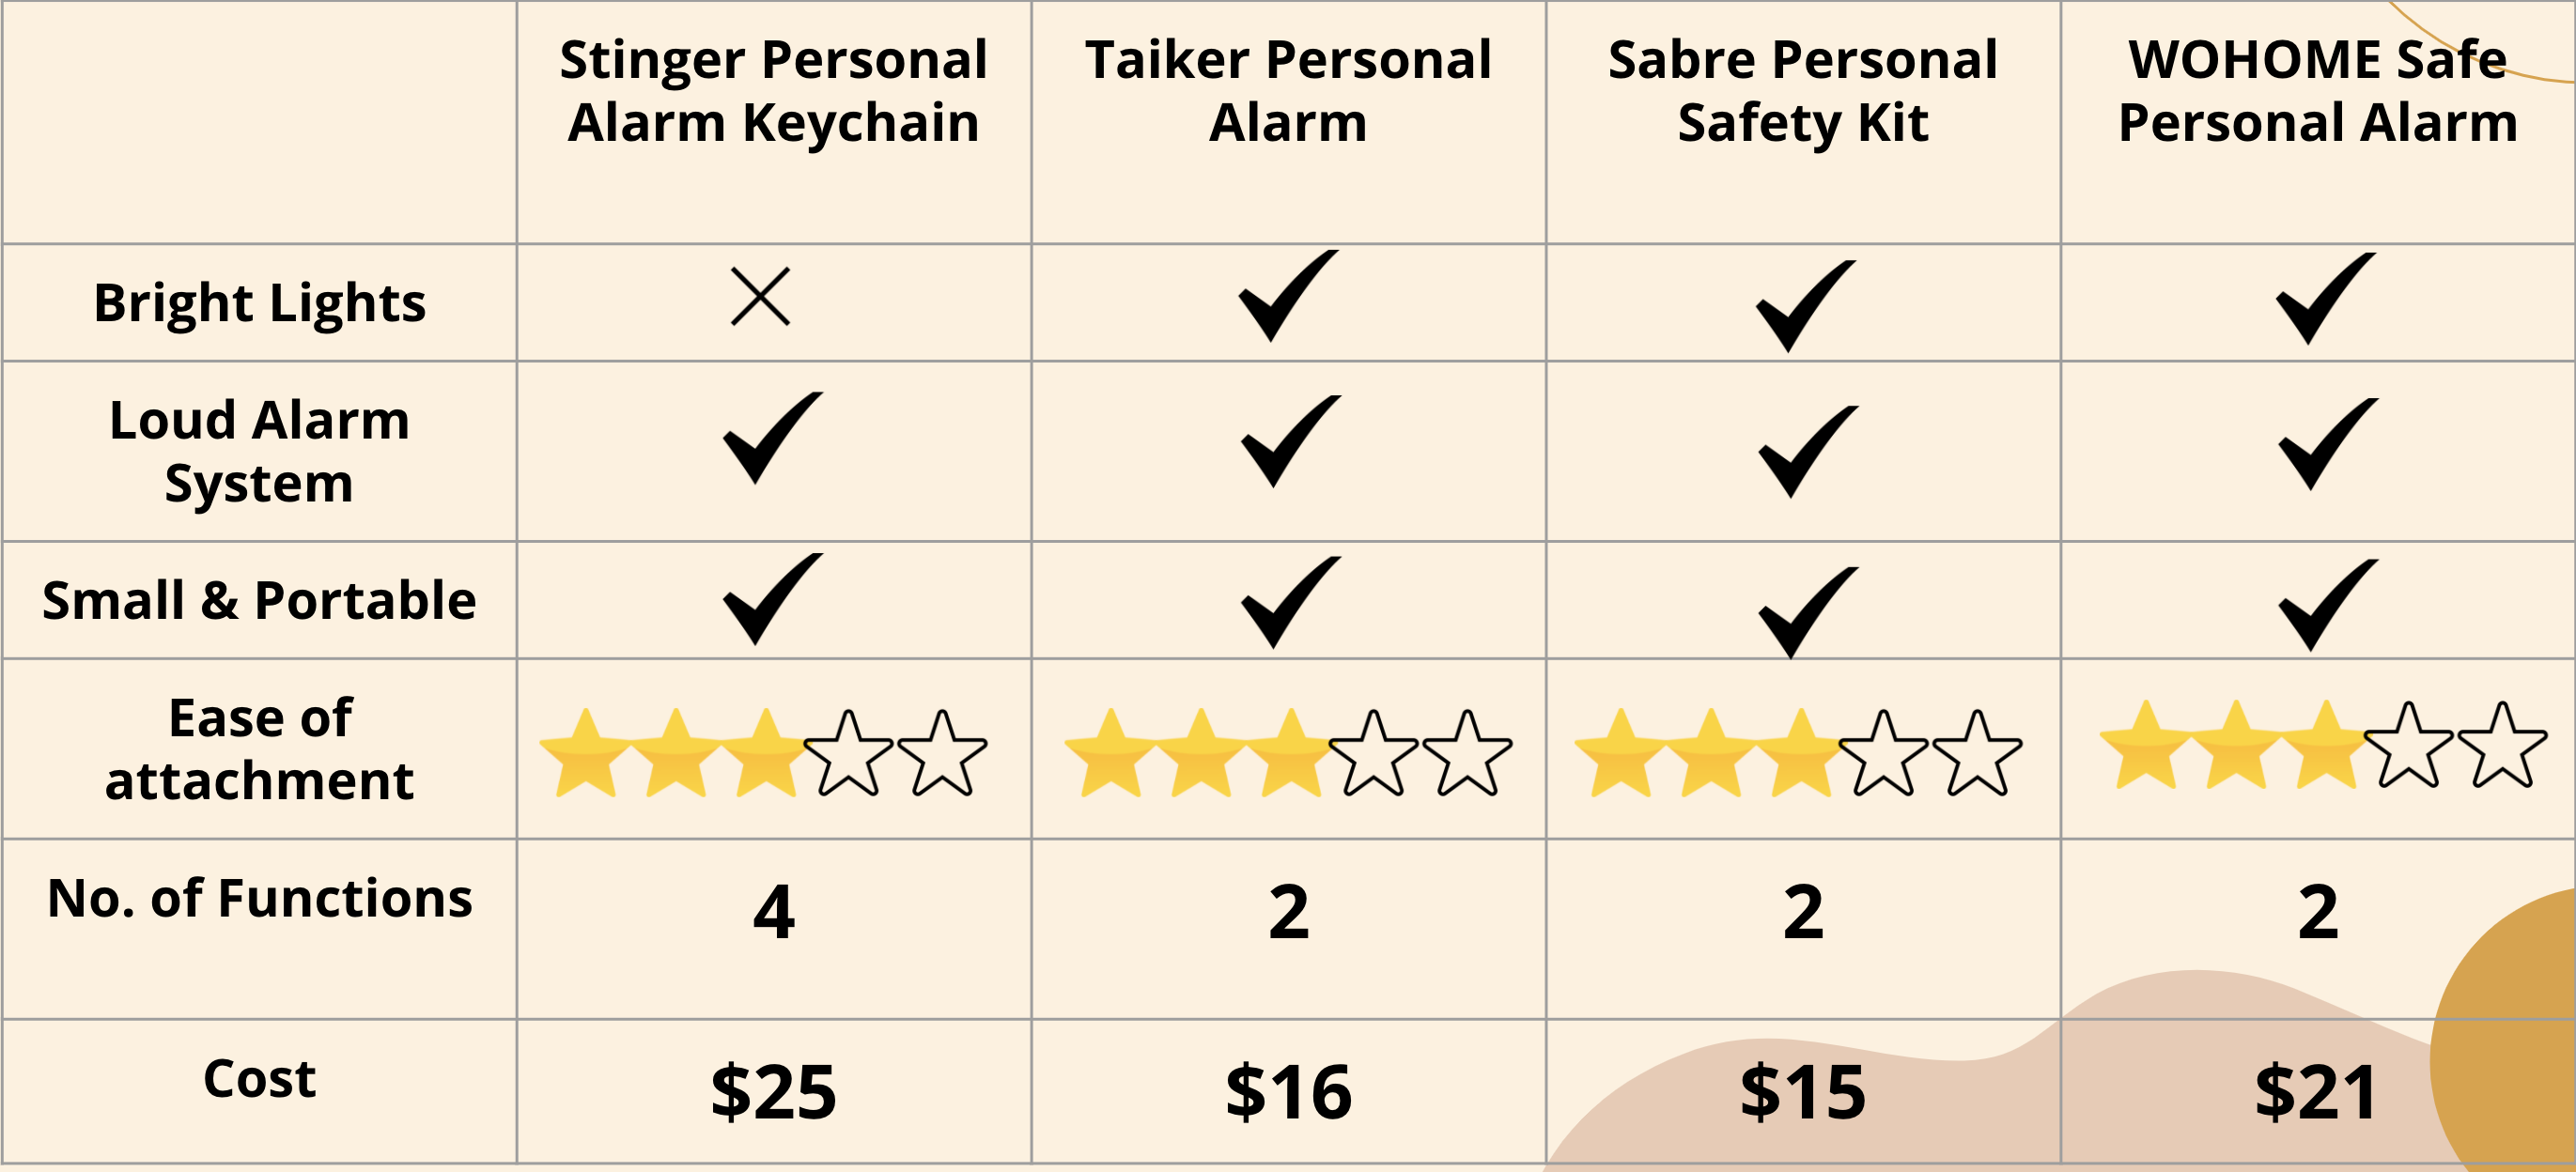 Stinger Personal
Alarm Keychain
Taiker Personal
Alarm
Sabre Personal
Safety Kit
WOHOME Safe
Personal Alarm
Bright Lights
Loud Alarm
System
Small & Portable
Ease of
attachment
No. of Functions
4
2
2
2
Cost
$25
$16
$15
$21